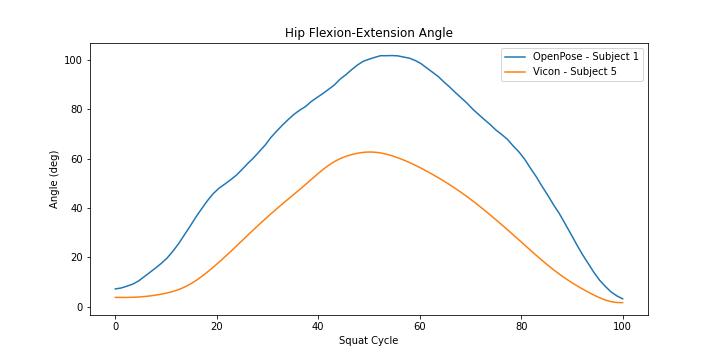 Hip Flexion-Extension Angle
OpenPose - Subject 1
Vicon - Subject 5
Angle (deg)
100
80
60
40
20
0
0 20 40 60 80 100
Squat Cycle